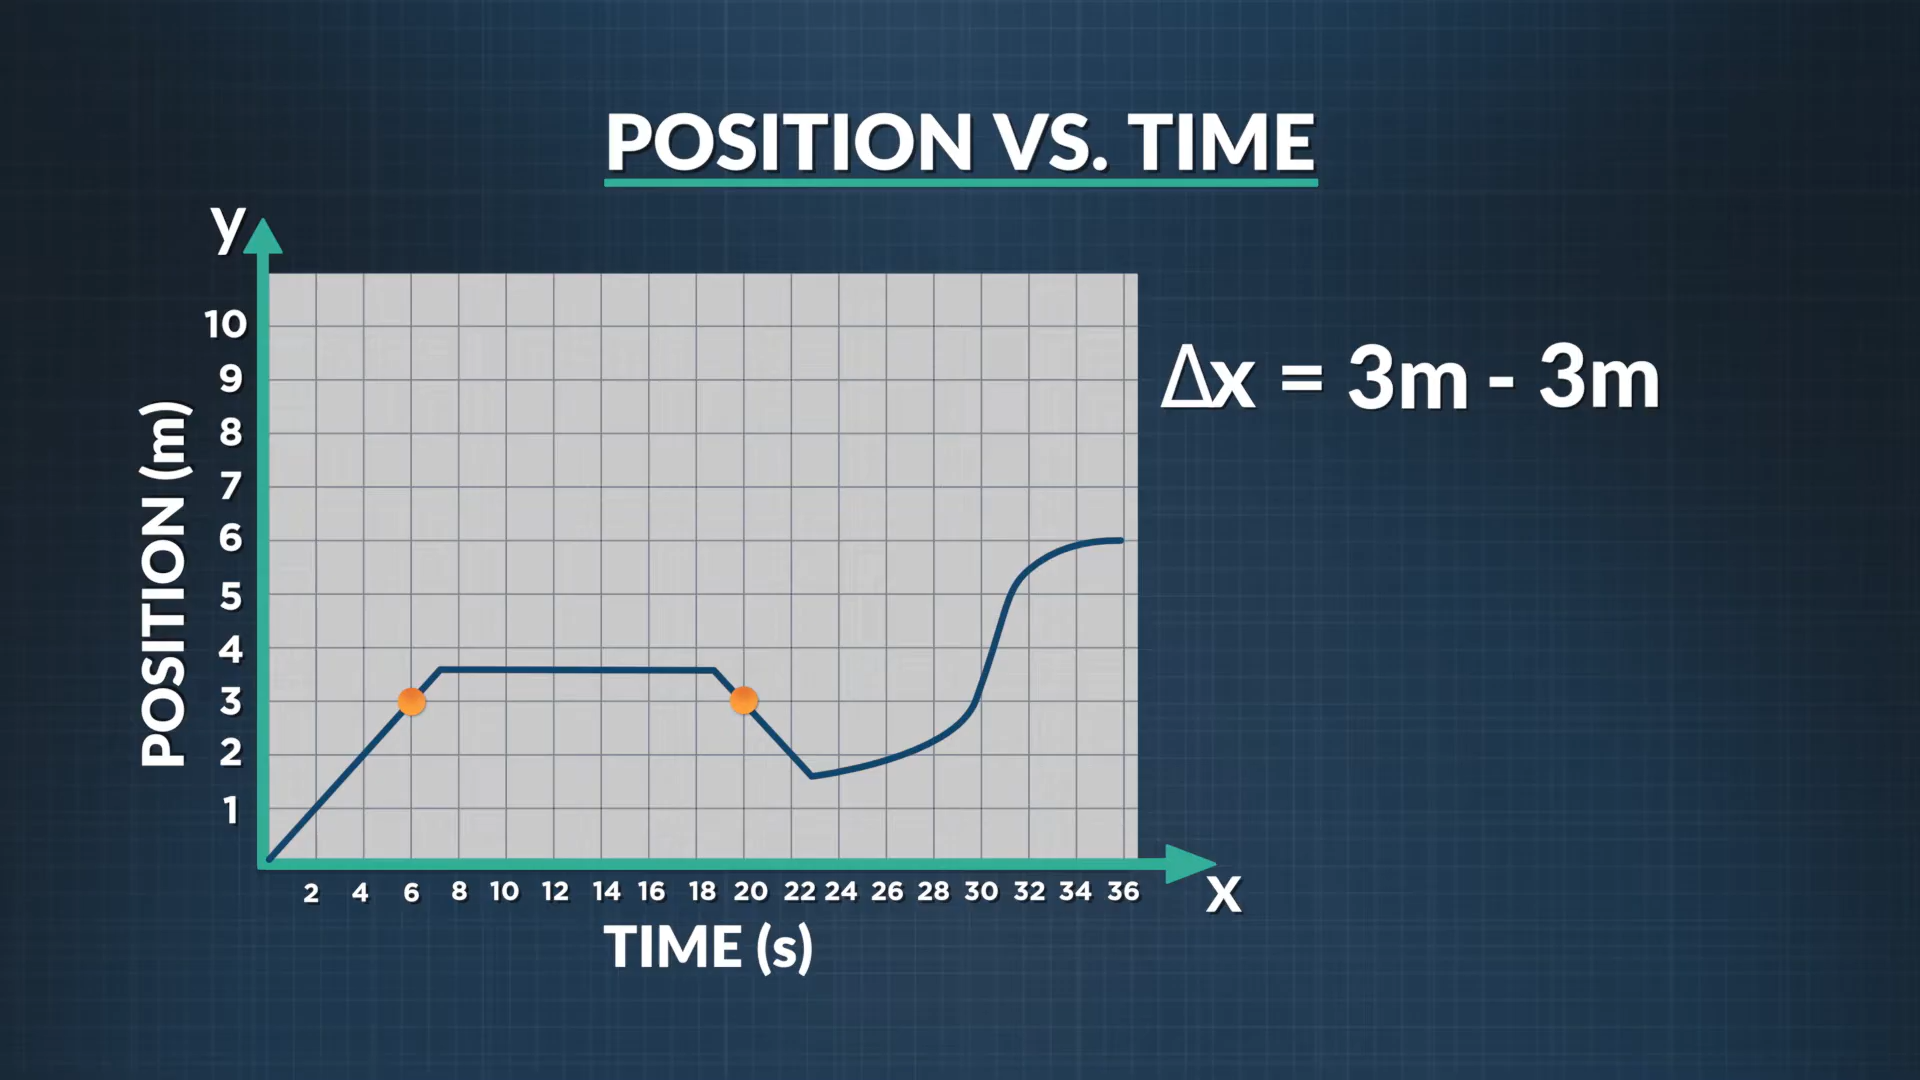 POSITION VS. TIME
y
10
9
8
7
6
5
4
3
2
1
POSITION (m)
Δx = 3m - 3m
2 4 6 8 10 12 14 16 18 20 22 24 26 28 30 32 34 36
x
TIME (s)